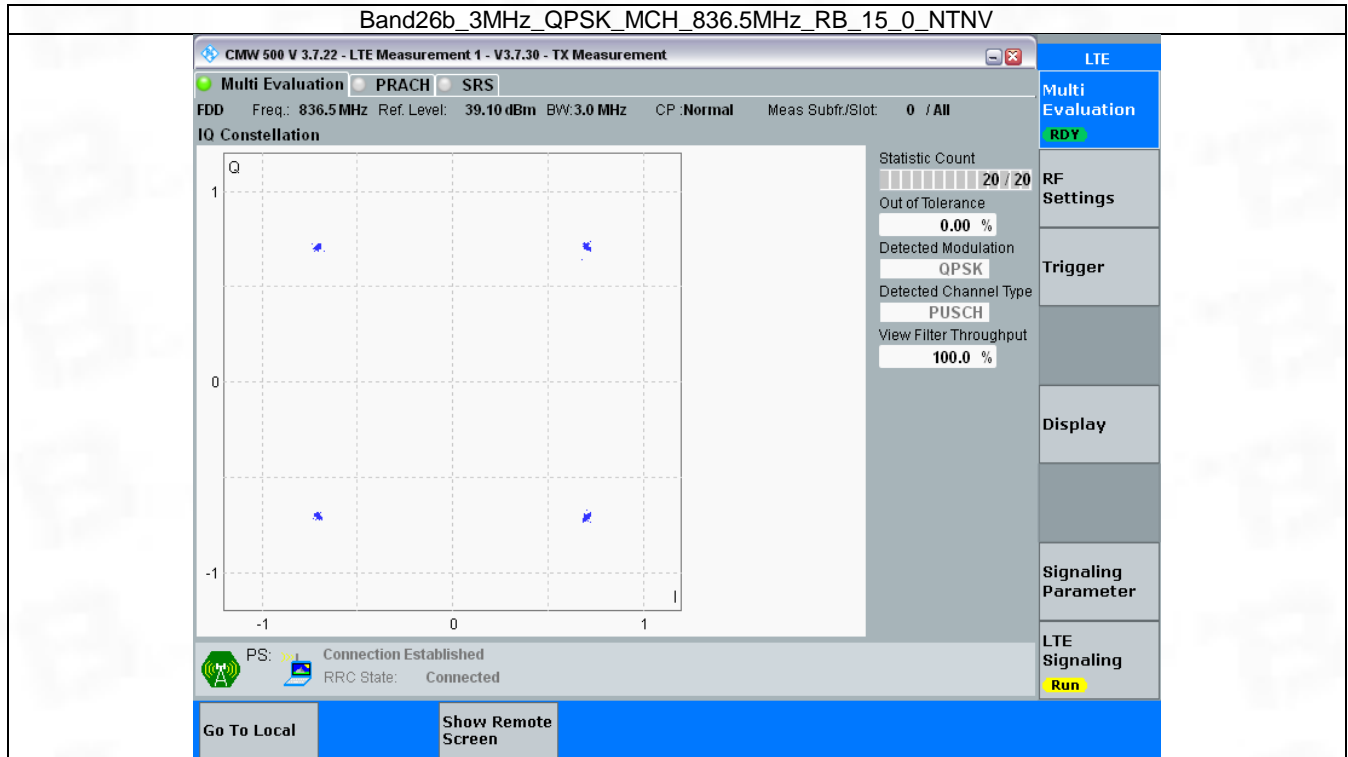 Band26b_3MHz_QPSK_MCH_836.5MHz_RB_15_0_NTNV
CMW 500 V 3.7.22 - LTE Measurement 1 - V3.7.30 - TX Measurement
LTE
Multi Evaluation PRACH SRS
Multi
Evaluation
RDY
FDD Freq.: 836.5 MHz Ref. Level: 39.10 dBm BW: 3.0 MHz CP :Normal Meas Subfr./Slot: 0 / All
IQ Constellation
Q
1
0
-1
I
-1 0 1
Statistic Count
20 / 20
Out of Tolerance
0.00 %
Detected Modulation
QPSK
Detected Channel Type
PUSCH
View Filter Throughput
100.0 %
RF
Settings
Trigger
Display
Signaling
Parameter
LTE
Signaling
Run
PS: Connection Established
RRC State: Connected
Go To Local
Show Remote
Screen